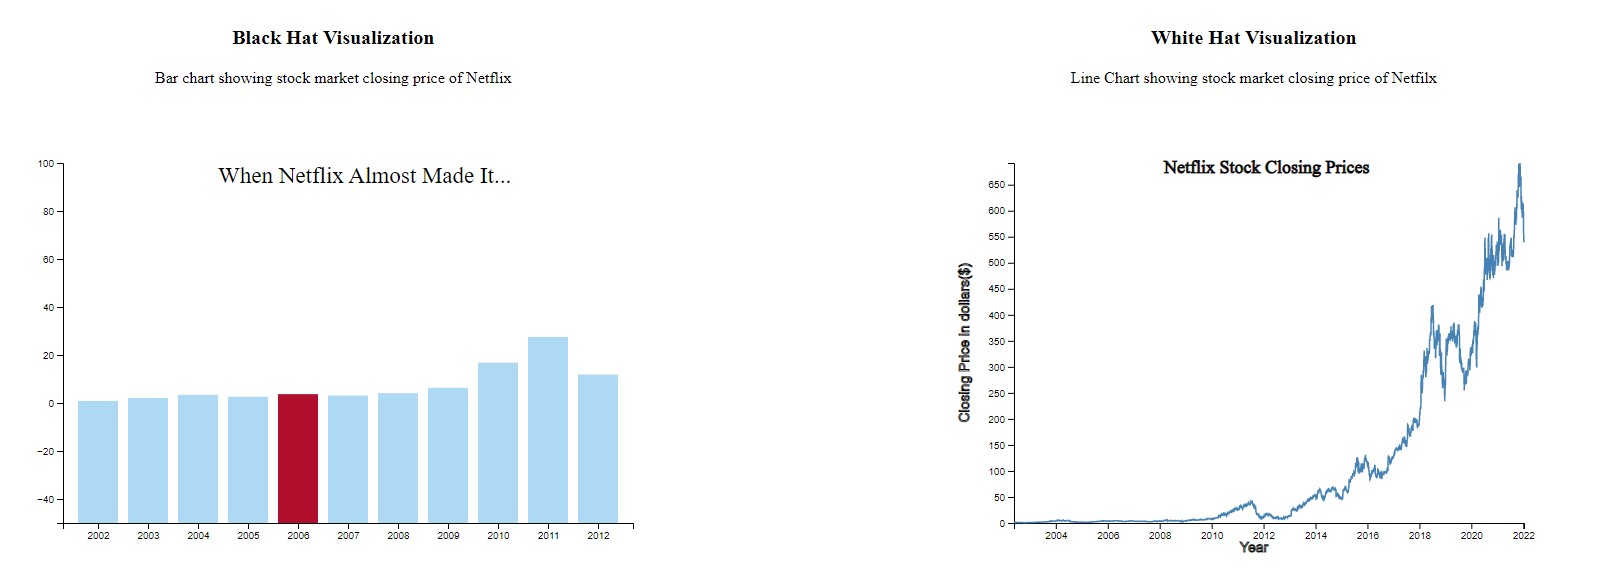 Black Hat Visualization
Bar chart showing stock market closing price of Netflix
When Netflix Almost Made It...
100
80
60
40
20
0
−20
−40
2002 2003 2004 2005 2006 2007 2008 2009 2010 2011 2012
White Hat Visualization
Line Chart showing stock market closing price of Netfilx
Netflix Stock Closing Prices
Closing Price in dollars($)
650
600
550
500
450
400
350
300
250
200
150
100
50
0
2004 2006 2008 2010 2012 2014 2016 2018 2020 2022
Year